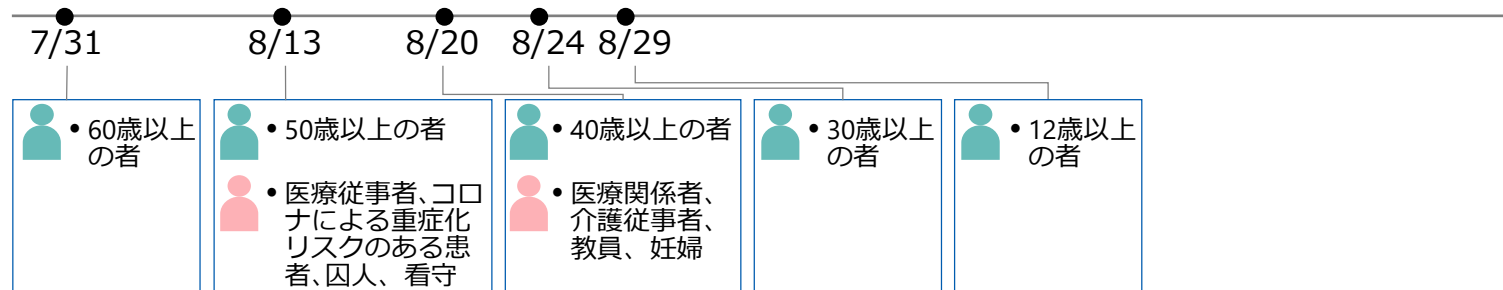 7/31
8/13
8/20
8/24
8/29
• 60歳以上
の者
• 50歳以上の者
• 医療従事者、コロ
ナによる重症化
リスクのある患
者、囚人、看守
• 40歳以上の者
• 医療関係者、
介護従事者、
教員、妊婦
• 30歳以上
の者
• 12歳以上
の者